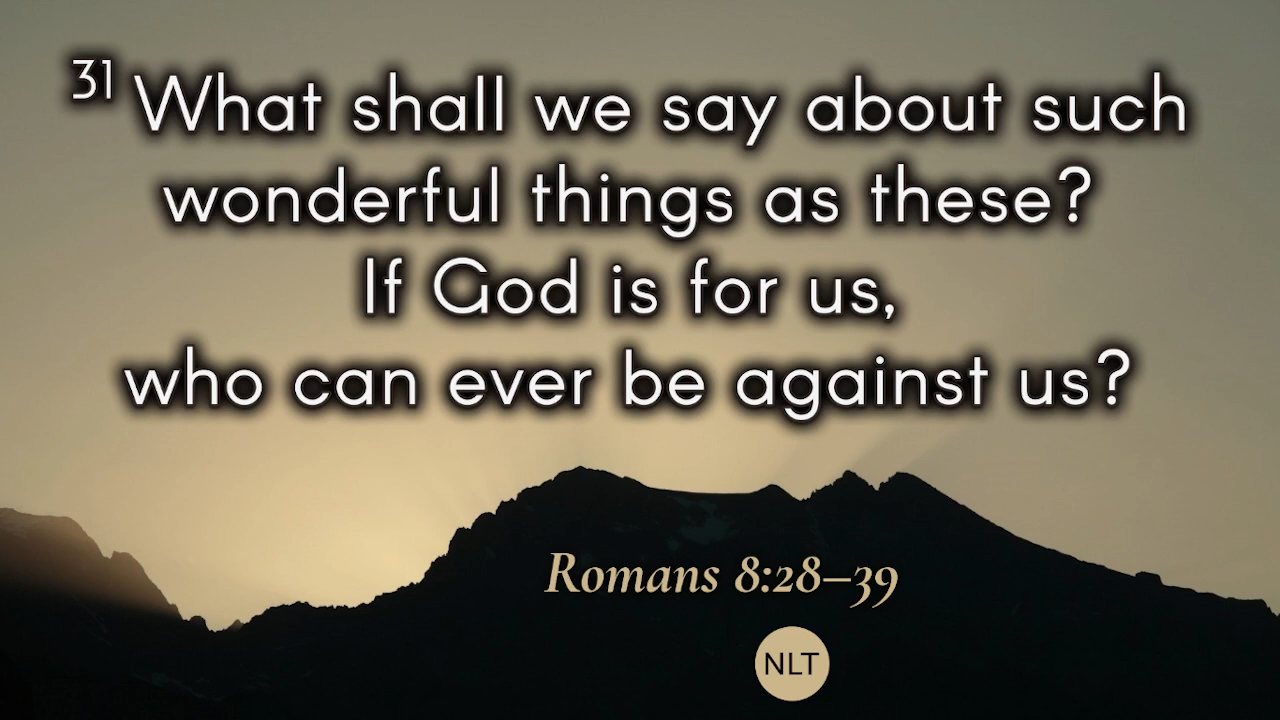 31 What shall we say about such
wonderful things as these?
If God is for us,
who can ever be against us?
Romans 8:28–39
NLT